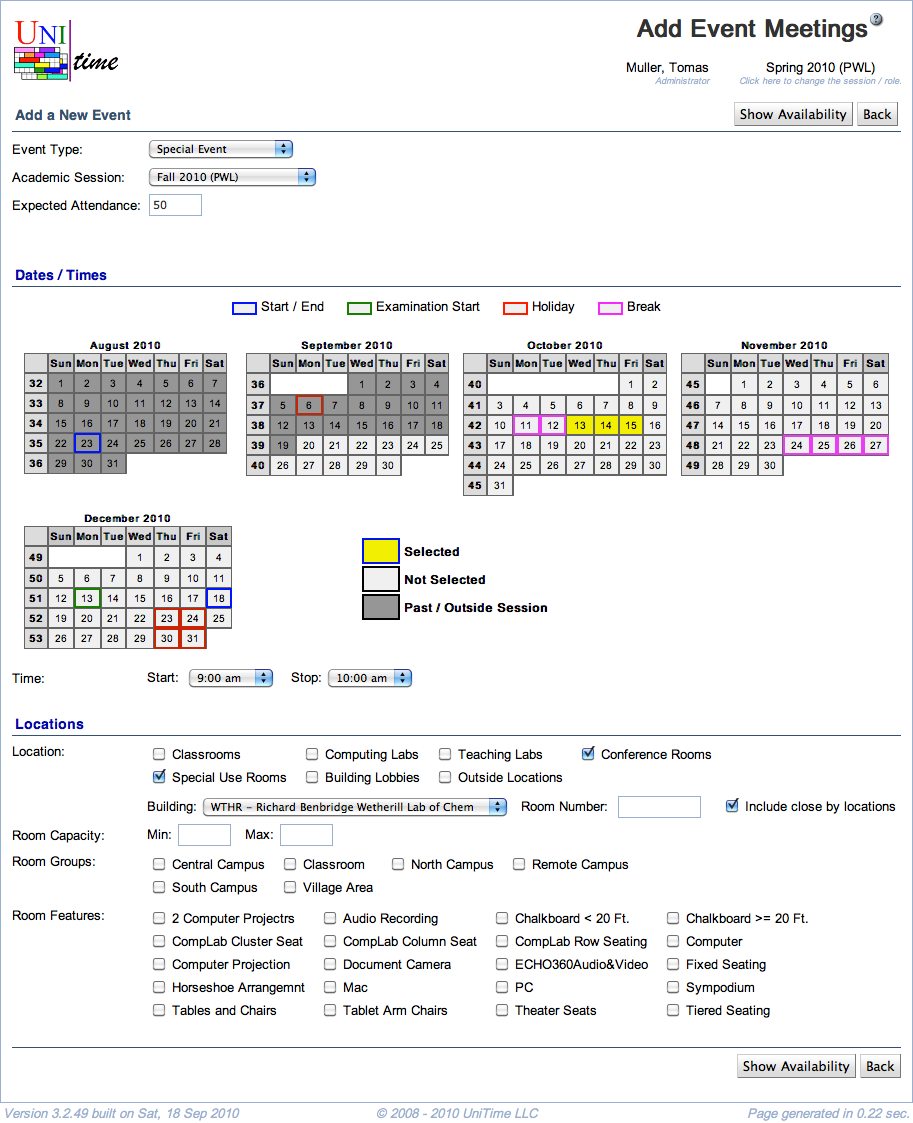 UNI
time
Add Event Meetings ?
Muller, Tomas Spring 2010 (PWL)
Administrator Click here to change the session / role.
Add a New Event Show Availability Back
Event Type: Special Event
Academic Session: Fall 2010 (PWL)
Expected Attendance: 50
Dates / Times
Start / End Examination Start Holiday Break
August 2010
Sun Mon Tue Wed Thu Fri Sat
32 1 2 3 4 5 6 7
33 8 9 10 11 12 13 14
34 15 16 17 18 19 20 21
35 22 23 24 25 26 27 28
36 29 30 31
September 2010
Sun Mon Tue Wed Thu Fri Sat
36 1 2 3 4
37 5 6 7 8 9 10 11
38 12 13 14 15 16 17 18
39 19 20 21 22 23 24 25
40 26 27 28 29 30
October 2010
Sun Mon Tue Wed Thu Fri Sat
40 1 2
41 3 4 5 6 7 8 9
42 10 11 12 13 14 15 16
43 17 18 19 20 21 22 23
44 24 25 26 27 28 29 30
45 31
November 2010
Sun Mon Tue Wed Thu Fri Sat
45 1 2 3 4 5 6
46 7 8 9 10 11 12 13
47 14 15 16 17 18 19 20
48 21 22 23 24 25 26 27
49 28 29 30
December 2010
Sun Mon Tue Wed Thu Fri Sat
49 1 2 3 4
50 5 6 7 8 9 10 11
51 12 13 14 15 16 17 18
52 19 20 21 22 23 24 25
53 26 27 28 29 30 31
Selected
Not Selected
Past / Outside Session
Time: Start: 9:00 am Stop: 10:00 am
Locations
Location: Classrooms Computing Labs Teaching Labs Conference Rooms
Special Use Rooms Building Lobbies Outside Locations
Building: WTHR - Richard Benbridge Wetherill Lab of Chem Room Number: Include close by locations
Room Capacity: Min: Max:
Room Groups: Central Campus Classroom North Campus Remote Campus
South Campus Village Area
Room Features: 2 Computer Projectrs Audio Recording Chalkboard < 20 Ft. Chalkboard >= 20 Ft.
CompLab Cluster Seat CompLab Column Seat CompLab Row Seating Computer
Computer Projection Document Camera ECHO360Audio&Video Fixed Seating
Horseshoe Arrangemnt Mac PC Sympodium
Tables and Chairs Tablet Arm Chairs Theater Seats Tiered Seating
Show Availability Back
Version 3.2.49 built on Sat, 18 Sep 2010 © 2008 - 2010 UniTime LLC Page generated in 0.22 sec.